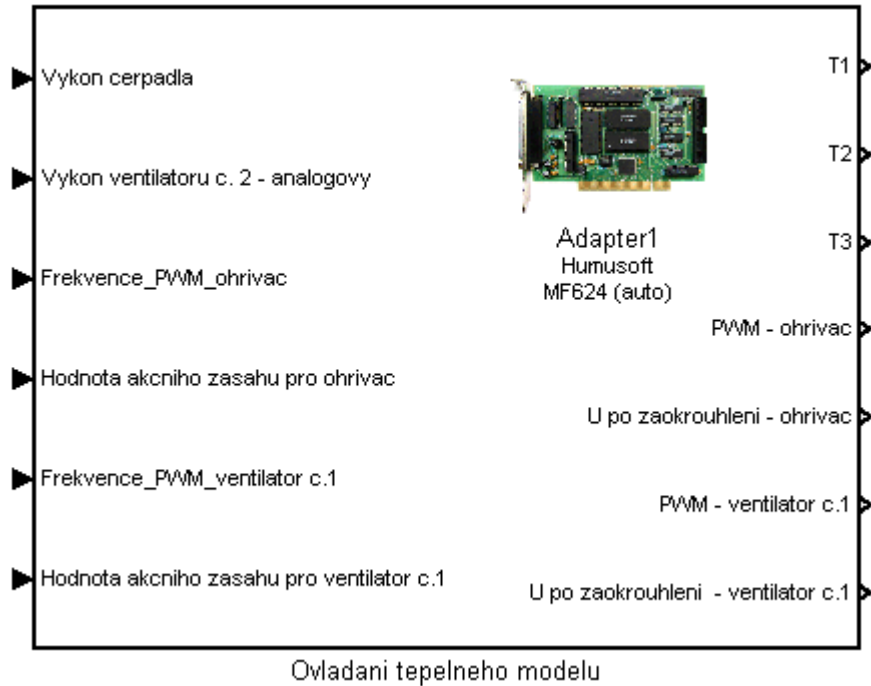 Vykon cerpadla
Vykon ventilatoru c. 2 - analogovy
Frekvence_PWM_ohrivac
Hodnota akcniho zasahu pro ohrivac
Frekvence_PWM_ventilator c.1
Hodnota akcniho zasahu pro ventilator c.1
Adapter1
Humusoft
MF624 (auto)
T1
T2
T3
PWM - ohrivac
U po zaokrouhleni - ohrivac
PWM - ventilator c.1
U po zaokrouhleni - ventilator c.1
Ovladani tepelneho modelu